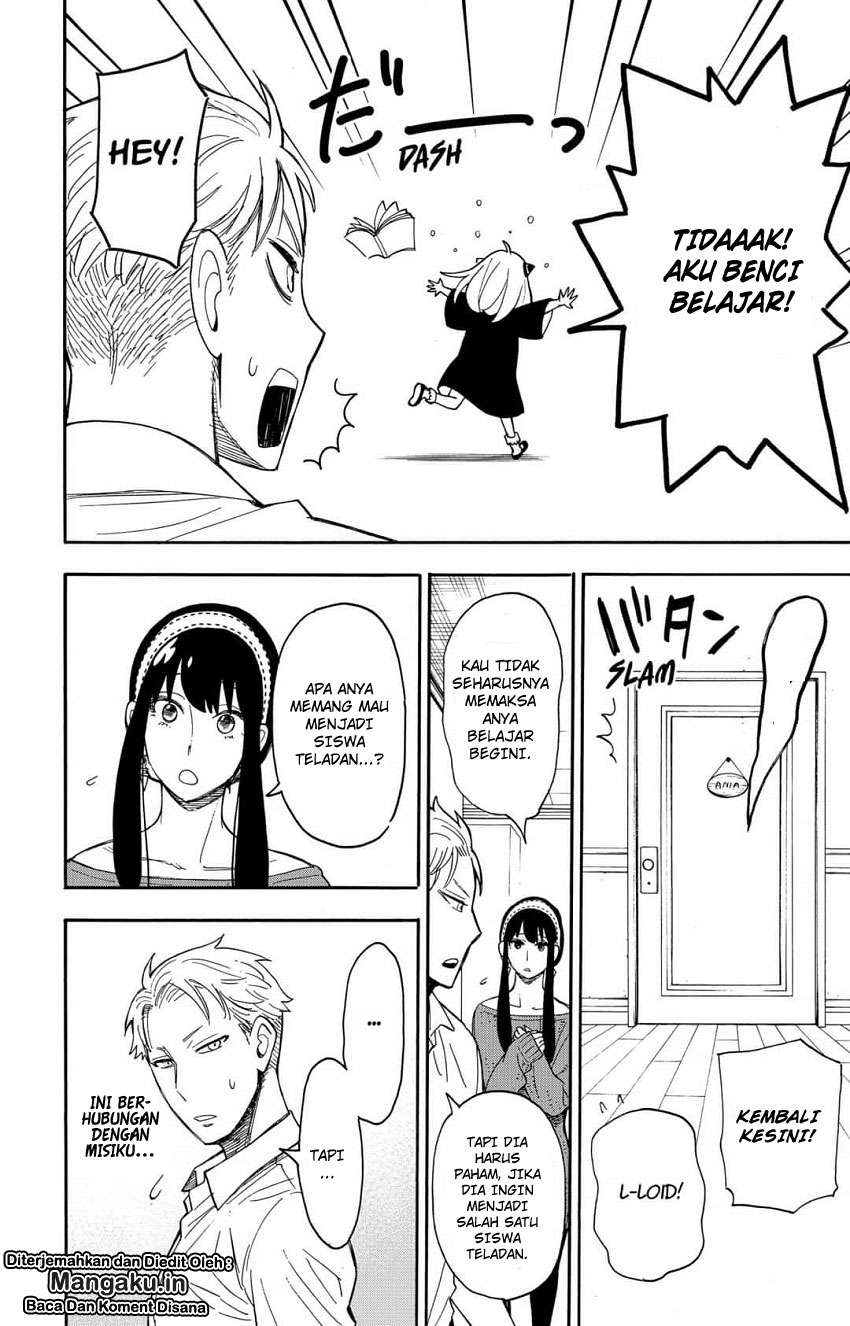 TIDAAAK!
AKU BENCI
BELAJAR!
だーっ
DASH
HEY!
バタン
SLAM
ANIA
KEMBALI
KESINI!
L-LOID!
KAU TIDAK
SEHARUSNYA
MEMAKSA
ANYA
BELAJAR
BEGINI.
TAPI DIA
HARUS
PAHAM, JIKA
DIA INGIN
MENJADI
SALAH SATU
SISWA
TELADAN.
APA ANYA
MEMANG MAU
MENJADI
SISWA
TELADAN...?
...
TAPI
...
INI BER-
HUBUNGAN
DENGAN
MISIKU...
Diterjemahkan dan Diedit Oleh:
Mangaku.in
Baca Dan Koment Disana